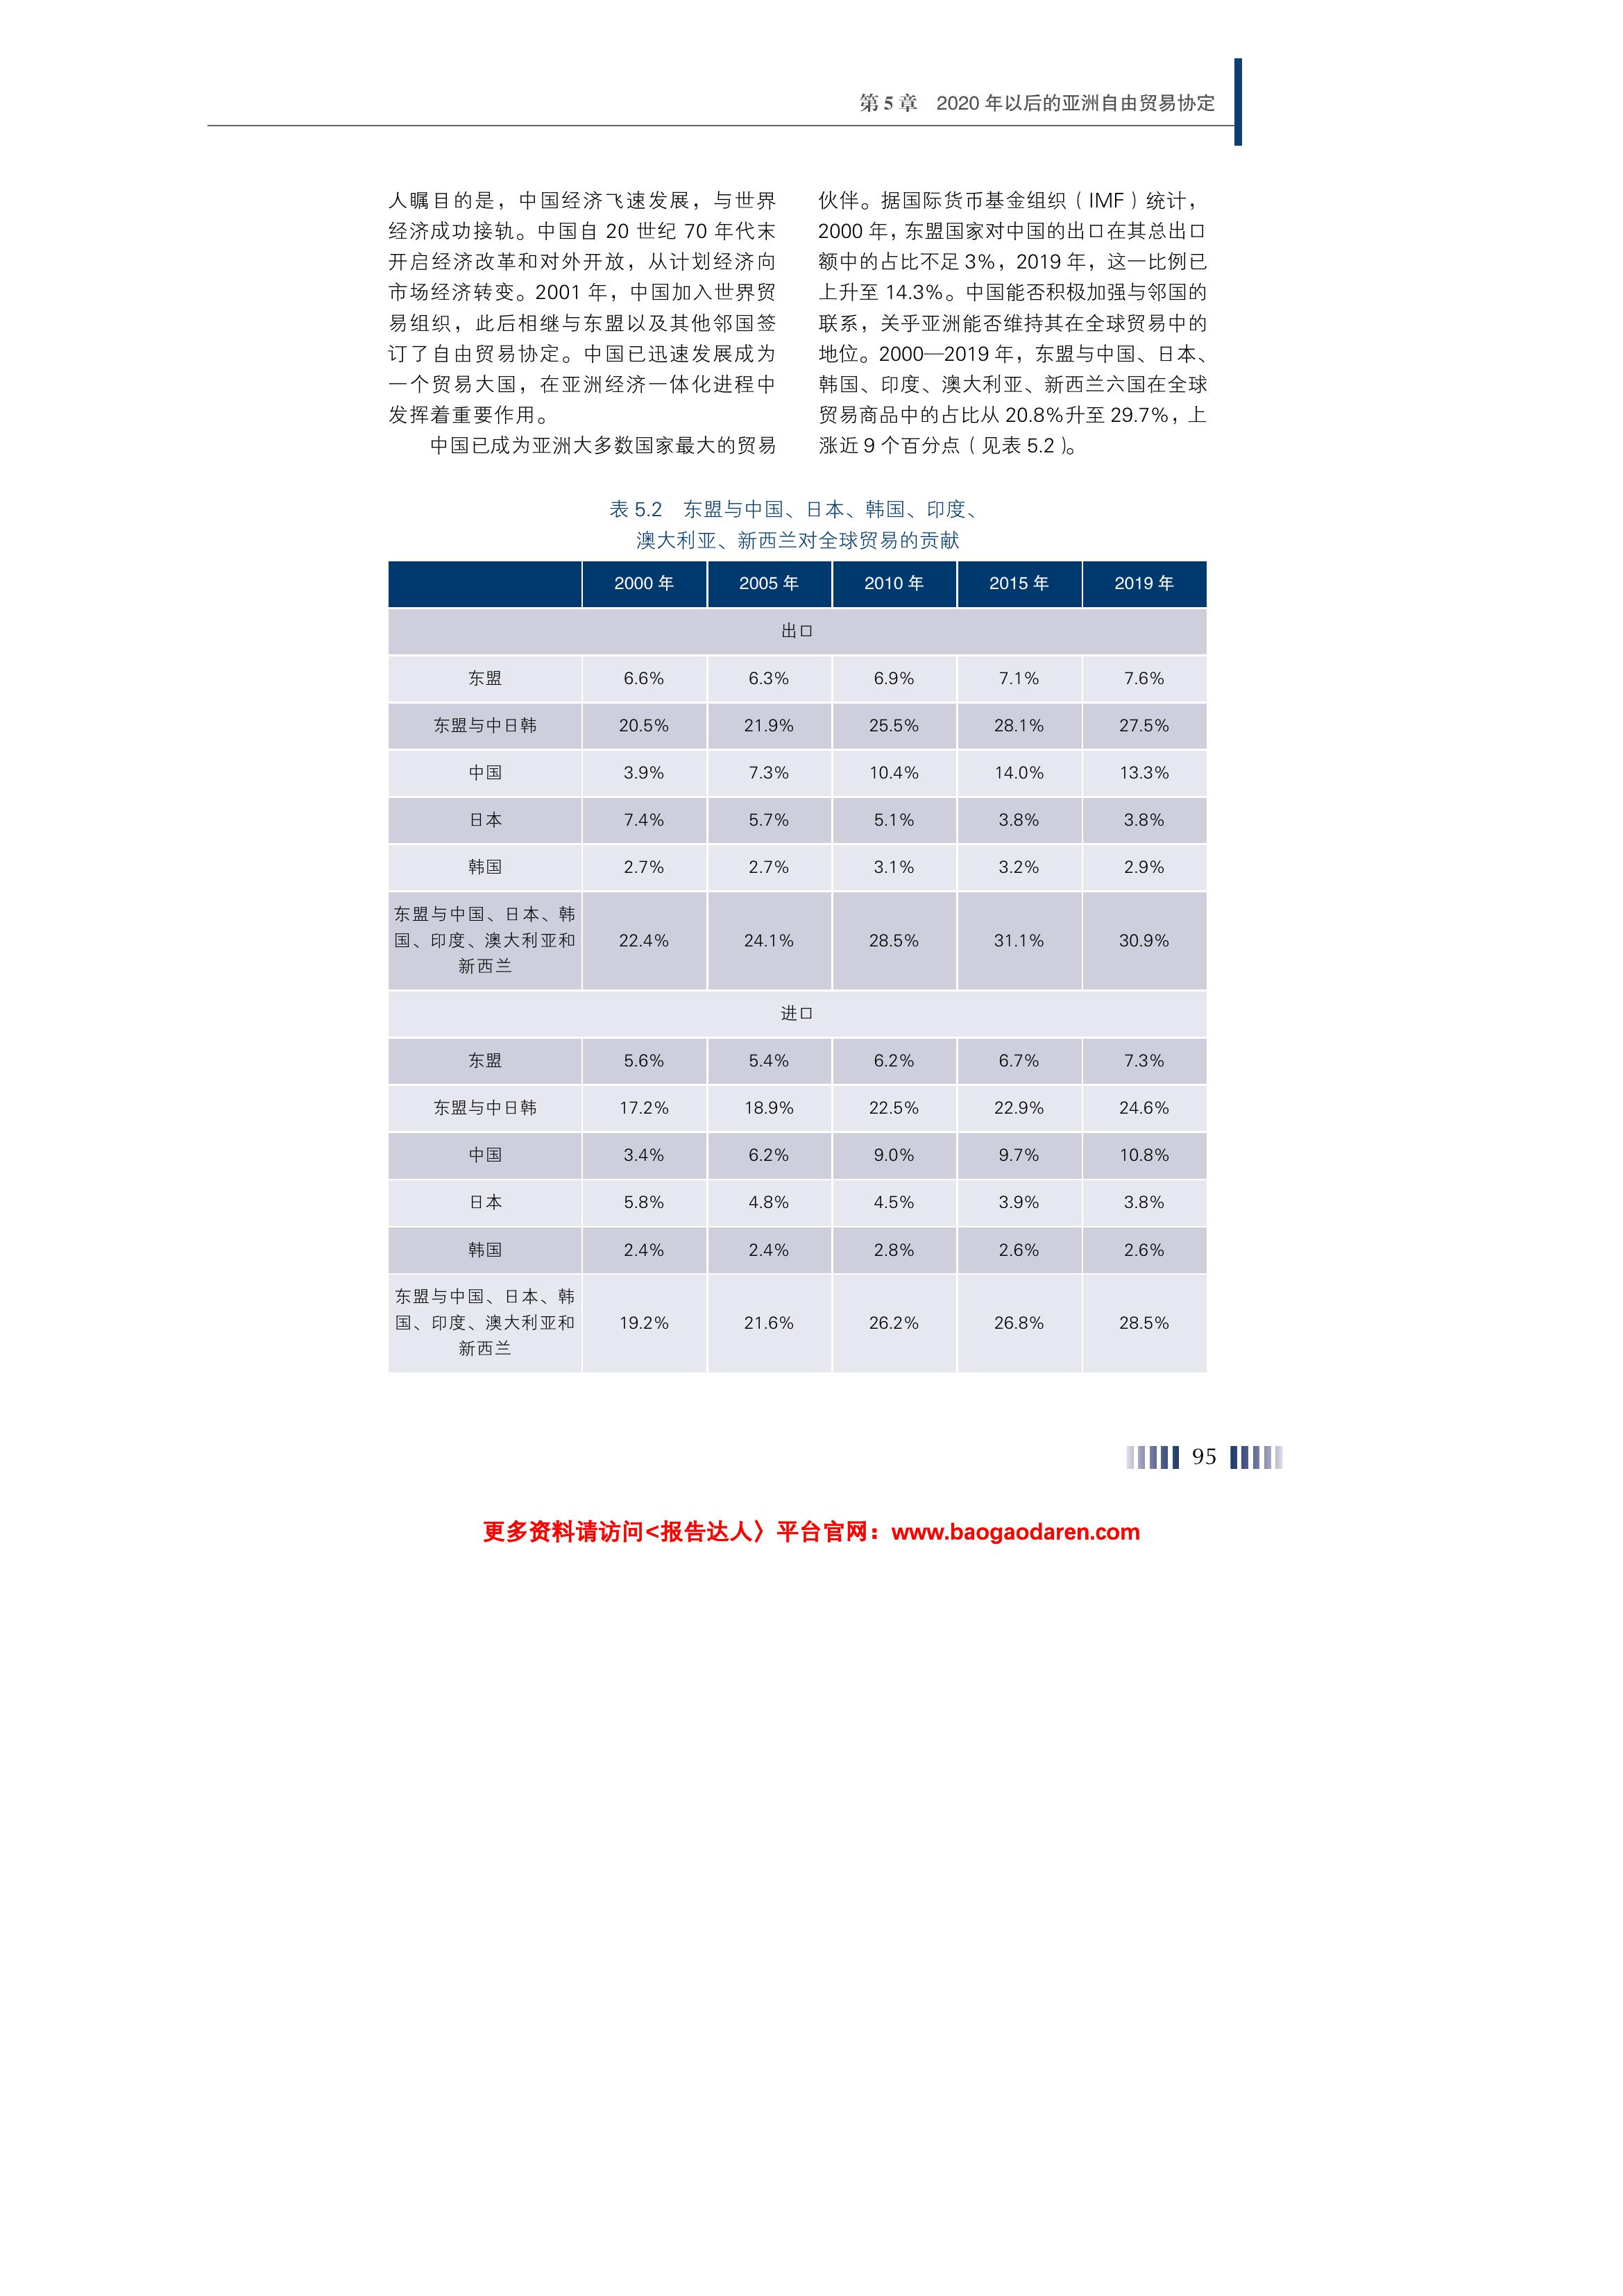 第 5 章 2020 年以后的亚洲自由贸易协定
人瞩目的是，中国经济飞速发展，与世界
经济成功接轨。中国自 20 世纪 70 年代末
开启经济改革和对外开放，从计划经济向
市场经济转变。2001 年，中国加入世界贸
易组织，此后相继与东盟以及其他邻国签
订了自由贸易协定。中国已迅速发展成为
一个贸易大国，在亚洲经济一体化进程中
发挥着重要作用。
中国已成为亚洲大多数国家最大的贸易
伙伴。据国际货币基金组织（IMF）统计，
2000 年，东盟国家对中国的出口在其总出口
额中的占比不足 3%，2019 年，这一比例已
上升至 14.3%。中国能否积极加强与邻国的
联系，关乎亚洲能否维持其在全球贸易中的
地位。2000—2019 年，东盟与中国、日本、
韩国、印度、澳大利亚、新西兰六国在全球
贸易商品中的占比从 20.8%升至 29.7%，上
涨近 9 个百分点（见表 5.2）。
表 5.2 东盟与中国、日本、韩国、印度、
澳大利亚、新西兰对全球贸易的贡献
2000 年 2005 年 2010 年 2015 年 2019 年
出口
东盟 6.6% 6.3% 6.9% 7.1% 7.6%
东盟与中日韩 20.5% 21.9% 25.5% 28.1% 27.5%
中国 3.9% 7.3% 10.4% 14.0% 13.3%
日本 7.4% 5.7% 5.1% 3.8% 3.8%
韩国 2.7% 2.7% 3.1% 3.2% 2.9%
东盟与中国、日本、韩
国、印度、澳大利亚和
新西兰
22.4% 24.1% 28.5% 31.1% 30.9%
进口
东盟 5.6% 5.4% 6.2% 6.7% 7.3%
东盟与中日韩 17.2% 18.9% 22.5% 22.9% 24.6%
中国 3.4% 6.2% 9.0% 9.7% 10.8%
日本 5.8% 4.8% 4.5% 3.9% 3.8%
韩国 2.4% 2.4% 2.8% 2.6% 2.6%
东盟与中国、日本、韩
国、印度、澳大利亚和
新西兰
19.2% 21.6% 26.2% 26.8% 28.5%
95
更多资料请访问<报告达人〉平台官网：www.baogaodaren.com